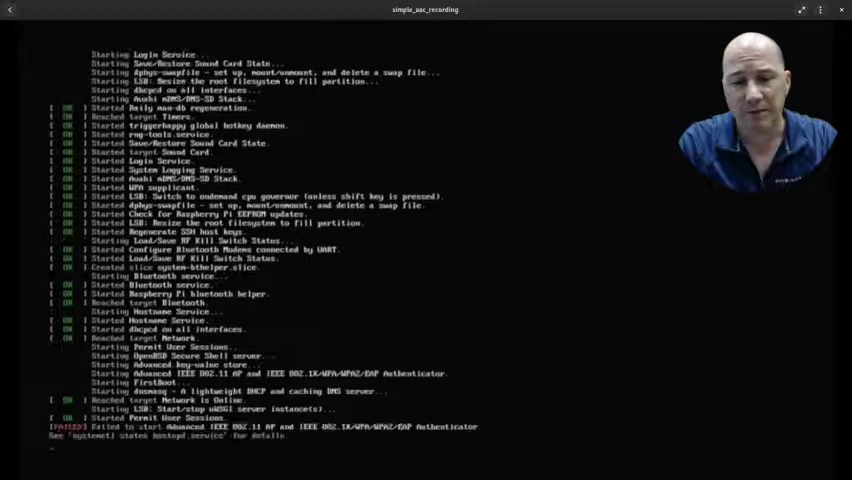 simple_aac_recording
Starting Login Service...
Starting Save/Restore Sound Card State...
Starting dphys-swapfile - set up, mount/unmount, and delete a swap file...
Starting LSB: Resize the root filesystem to fill partition...
Starting dhcpcd on all interfaces...
Starting Avahi mDNS/DNS-SD Stack...
[ OK ] Started Daily man-db regeneration.
[ OK ] Reached target Timers.
[ OK ] Started triggerhappy global hotkey daemon.
[ OK ] Started rng-tools.service.
[ OK ] Started Save/Restore Sound Card State.
[ OK ] Started target Sound Card.
[ OK ] Started Login Service.
[ OK ] Started System Logging Service.
[ OK ] Started Avahi mDNS/DNS-SD Stack.
[ OK ] Started WPA supplicant.
[ OK ] Started LSB: Switch to ondemand cpu governor (unless shift key is pressed).
[ OK ] Started dphys-swapfile - set up, mount/unmount, and delete a swap file.
[ OK ] Started Check for Raspberry Pi EEPROM updates.
[ OK ] Started LSB: Resize the root filesystem to fill partition.
[ OK ] Started Regenerate SSH host keys.
Starting Load/Save RF Kill Switch Status...
[ OK ] Started Configure Bluetooth Modems connected by UART.
[ OK ] Started Load/Save RF Kill Switch Status.
[ OK ] Created slice system-bthelper.slice.
Starting Bluetooth service...
[ OK ] Started Bluetooth service.
[ OK ] Started Raspberry Pi bluetooth helper.
[ OK ] Reached target Bluetooth.
Starting Hostname Service...
[ OK ] Started Hostname Service.
[ OK ] Started dhcpcd on all interfaces.
[ OK ] Reached target Network.
Starting Permit User Sessions...
Starting OpenBSD Secure Shell server...
Starting Advanced key-value store...
Starting Advanced IEEE 802.11 AP and IEEE 802.1X/WPA/WPA2/EAP Authenticator.
Starting FirstBoot...
Starting dnsmasq - A lightweight DHCP and caching DNS server...
[ OK ] Reached target Network is Online.
Starting LSB: Start/stop uWSGI server instance(s)...
[ OK ] Started Permit User Sessions.
[FAILED] Failed to start Advanced IEEE 802.11 AP and IEEE 802.1X/WPA/WPA2/EAP Authenticator.
See 'systemctl status hostapd.service' for details.